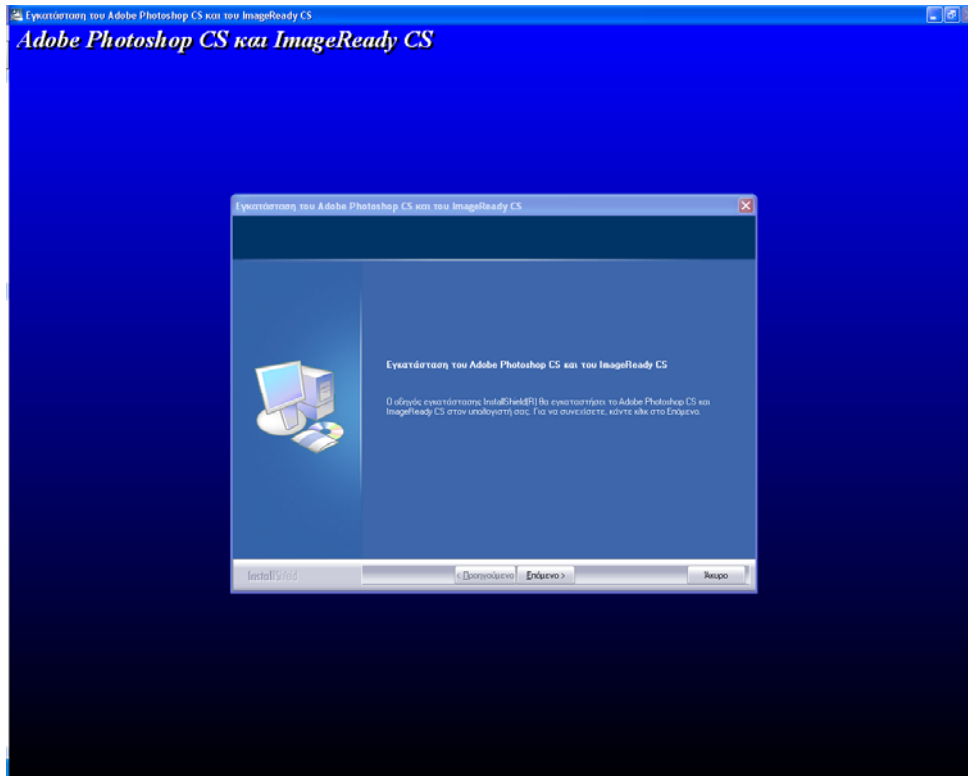 Εγκατάσταση του Adobe Photoshop CS και του ImageReady CS
Adobe Photoshop CS και ImageReady CS
Εγκατάσταση του Adobe Photoshop CS και του ImageReady CS
Εγκατάσταση του Adobe Photoshop CS και του ImageReady CS
Ο οδηγός εγκατάστασης InstallShield(R) θα εγκαταστήσει το Adobe Photoshop CS και
ImageReady CS στον υπολογιστή σας. Για να συνεχίσετε, κάντε κλικ στο Επόμενο.
InstallShield
< Προηγούμενο Επόμενο > Άκυρο